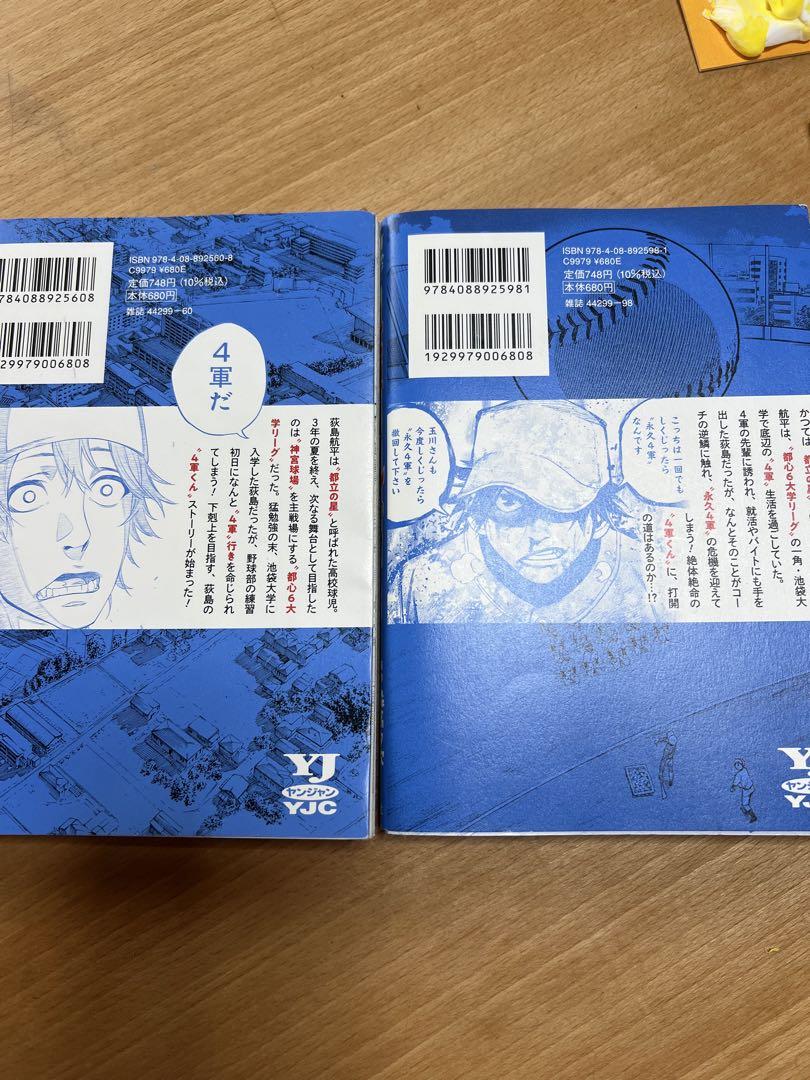 ISBN 978-4-08-892560-8
C9979 ¥680E
定価748円(10%税込)
本体680円
雑誌 44299-60
784088925608
929979006808
4軍だ
荻島航平は、〝都立の星〟と呼ばれた高校球児。
3年の夏を終え、次なる舞台として目指した
のは、〝神宮球場〟を主戦場にする、〝都心6大
学リーグ〟だった。猛勉強の末、池袋大学に
入学した荻島だったが、野球部の練習
初日になんと〝4軍〟行きを命じられ
てしまう!下剋上を目指す、荻島の
〝4軍くん〟ストーリーが始まった!
YJ
ヤンジャン
YJC
ISBN 978-4-08-892598-1
C9979 ¥680E
定価748円(10%税込)
本体680円
雑誌 44299-98
9784088925981
1929979006808
こっちは一回でも
しくじったら
〝永久4軍〟
なんです
玉川さんも
今度しくじったら
〝永久4軍〟を
撤回して下さい
かつては〝都立の星
航平は、〝都心6大学リーグ〟の一角・池袋大
学で底辺の〝4軍〟生活を過ごしていた。
4軍の先輩に誘われ、就活やバイトにも手を
出した荻島だったが、なんとそのことがコー
チの逆鱗に触れ、〝永久4軍〟の危機を迎えて
しまう!絶体絶命の
〝4軍くん〟に、打開
の道はあるのか…!?
YJ
ヤンジャン
YJC